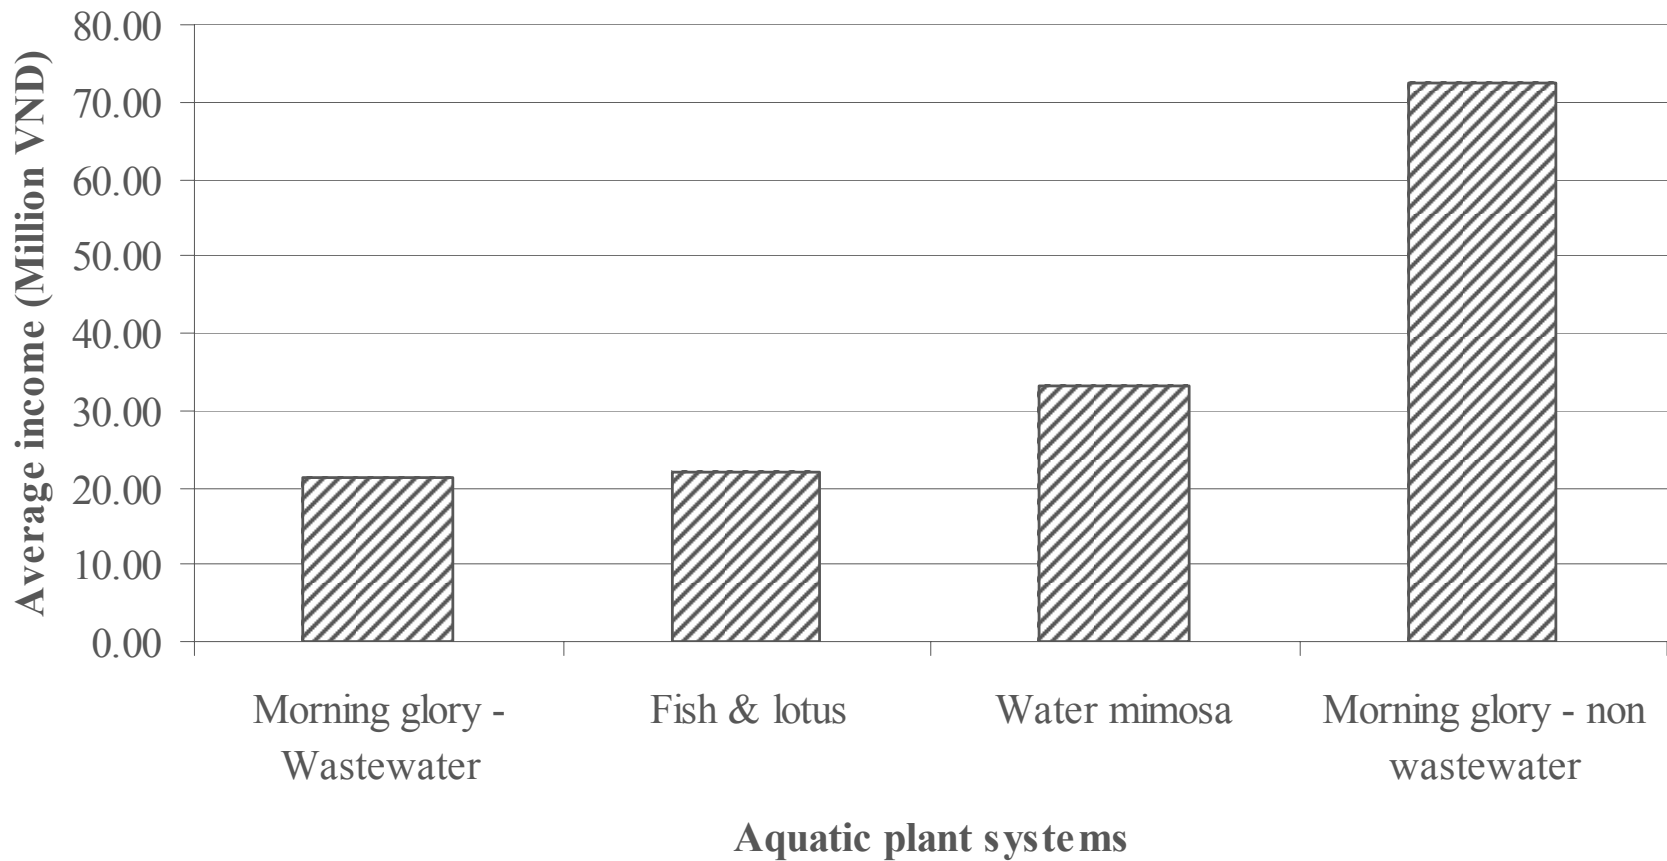 80.00
70.00
60.00
50.00
40.00
30.00
20.00
10.00
0.00
Average income (Million VND)
Morning glory -
Wastewater
Fish & lotus
Water mimosa
Morning glory - non
wastewater
Aquatic plant systems